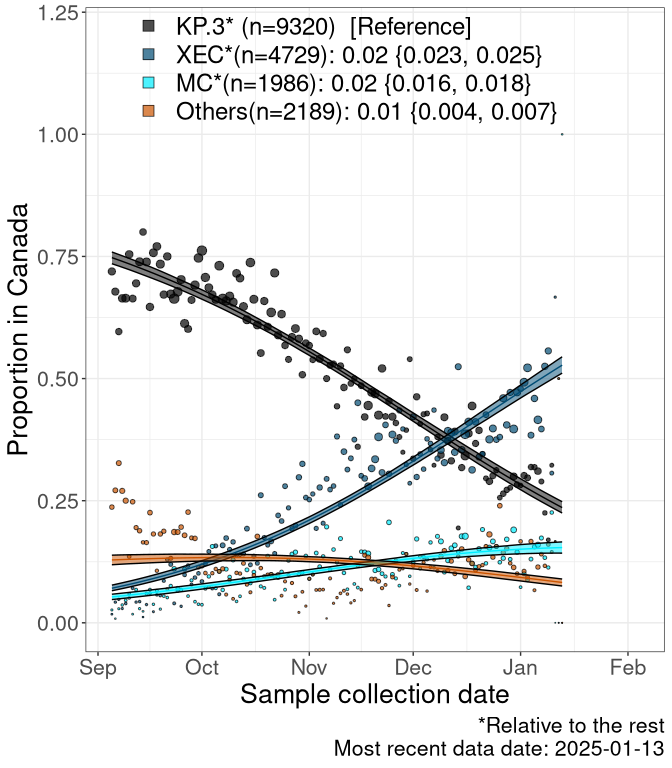 KP.3* (n=9320)  [Reference]
XEC*(n=4729): 0.02 {0.023, 0.025}
MC*(n=1986): 0.02 {0.016, 0.018}
Others(n=2189): 0.01 {0.004, 0.007}
1.25
1.00
0.75
0.50
0.25
0.00
Proportion in Canada
Sep Oct Nov Dec Jan Feb
Sample collection date
*Relative to the rest
Most recent data date: 2025-01-13